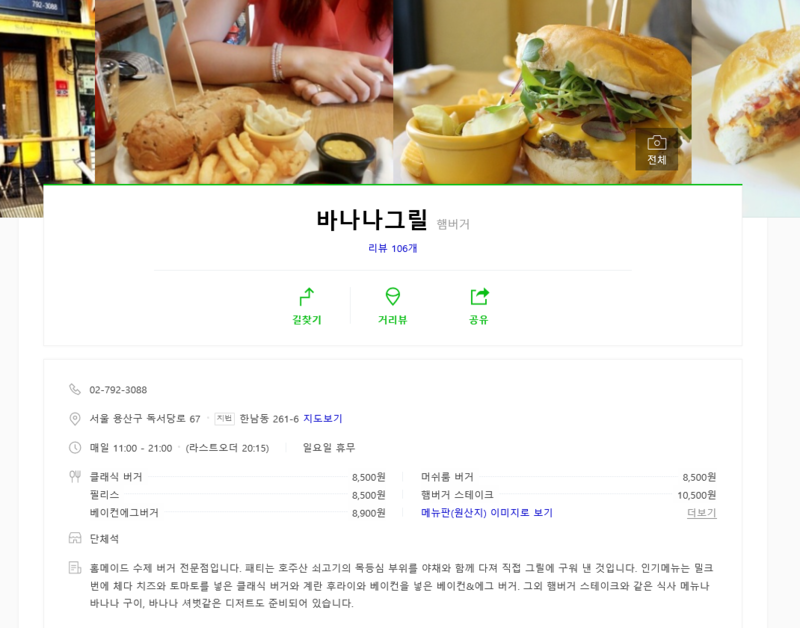 792-3088
전체
바나나그릴 햄버거
리뷰 106개
길찾기 거리뷰 공유
02-792-3088
서울 용산구 독서당로 67 지번 한남동 261-6 지도보기
매일 11:00 - 21:00 (라스트오더 20:15) 일요일 휴무
클래식 버거 8,500원 머쉬룸 버거 8,500원
필리스 8,500원 햄버거 스테이크 10,500원
베이컨에그버거 8,900원 메뉴판(원산지) 이미지로 보기 더보기
단체석
홈메이드 수제 버거 전문점입니다. 패티는 호주산 쇠고기의 목등심 부위를 야채와 함께 다져 직접 그릴에 구워 낸 것입니다. 인기메뉴는 밀크
번에 체다 치즈와 토마토를 넣은 클래식 버거와 계란 후라이와 베이컨을 넣은 베이컨&에그 버거. 그외 햄버거 스테이크와 같은 식사 메뉴나
바나나 구이, 바나나 셔벗같은 디저트도 준비되어 있습니다.